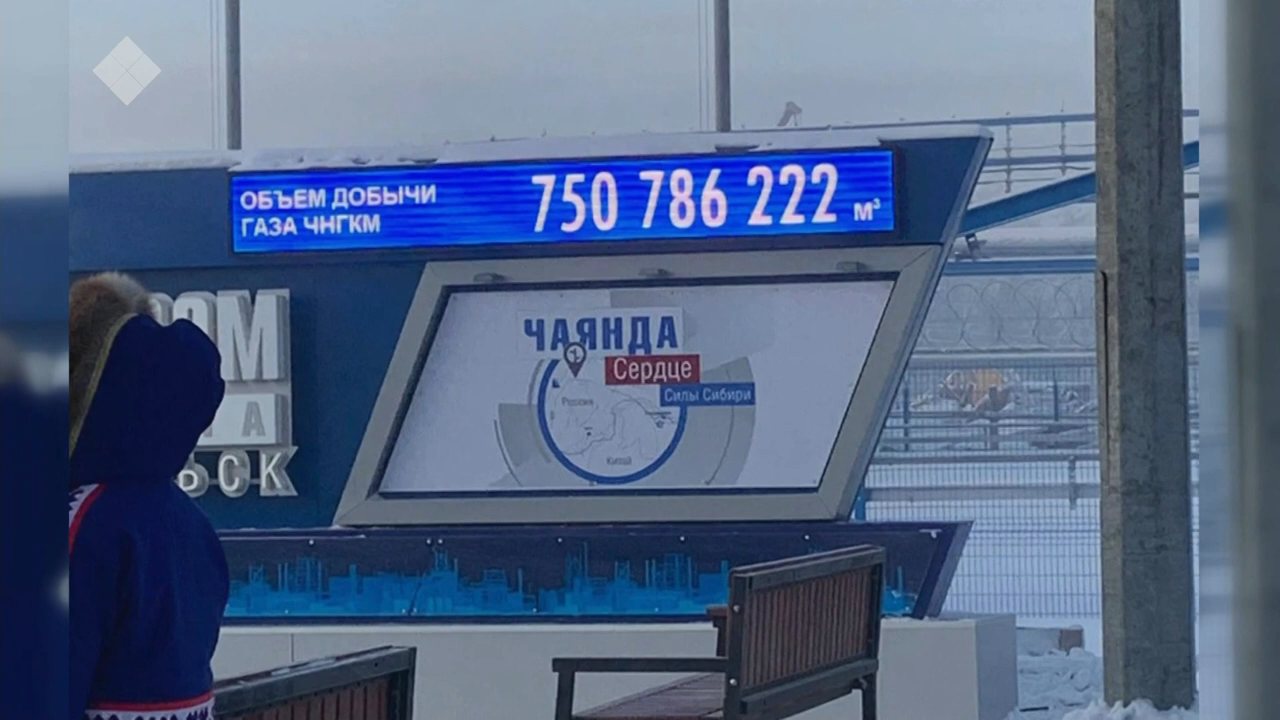 ОБЪЕМ ДОБЫЧИ
ГАЗА ЧНГКМ
750 786 222 м³
ЧАЯНДА
Сердце
Силы Сибири
Россия
Китай